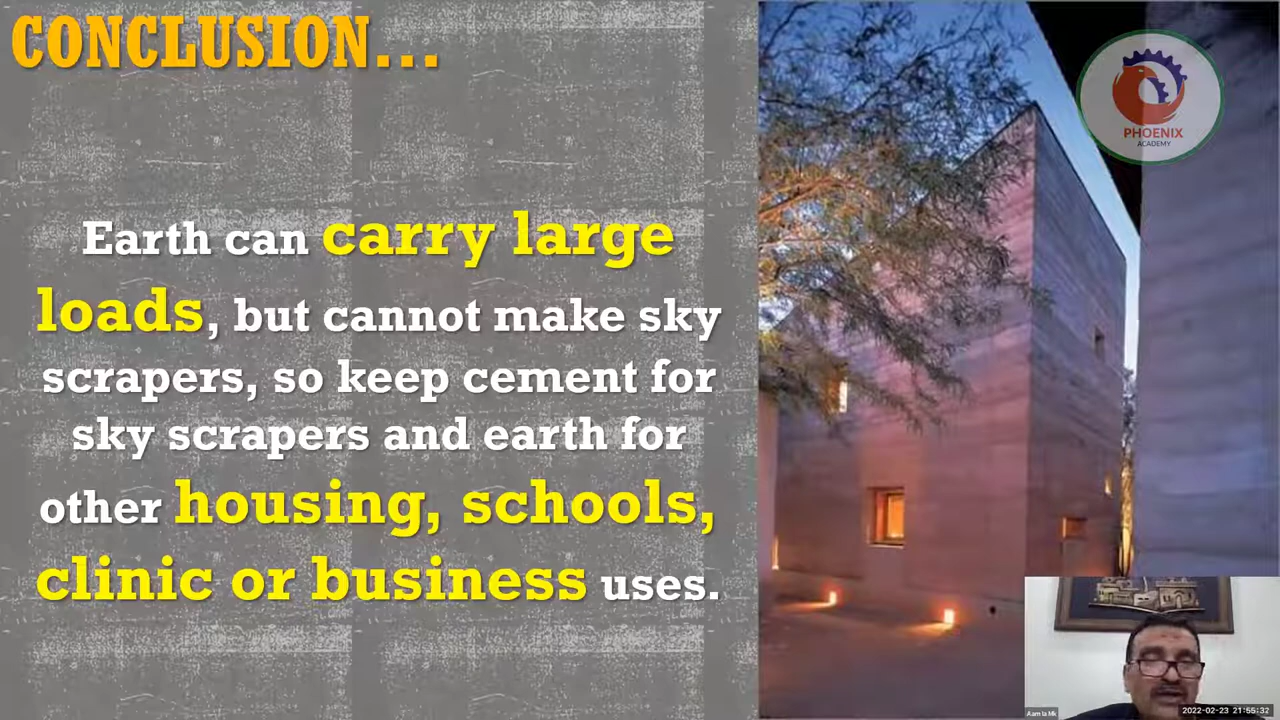 CONCLUSION...
Earth can carry large
loads, but cannot make sky
scrapers, so keep cement for
sky scrapers and earth for
other housing, schools,
clinic or business uses.
PHOENIX
ACADEMY
2022-02-23 21:55:32